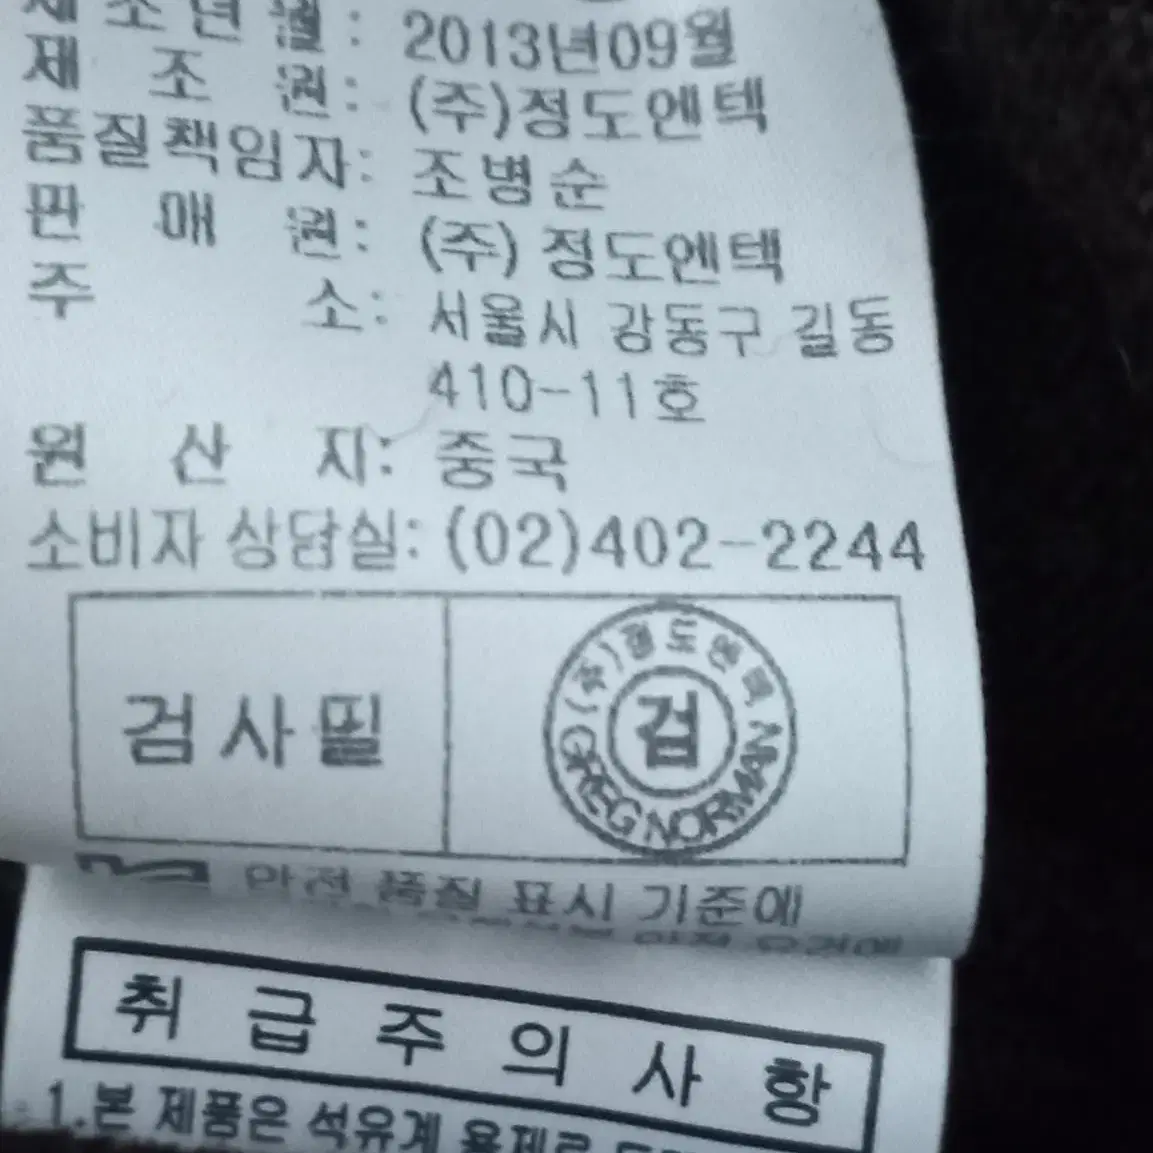 제조년월: 2013년09월
제 조 원: (주)정도엔텍
품질책임자: 조병순
판 매 원: (주) 정도엔텍
주 소: 서울시 강동구 길동
410-11호
원 산 지: 중국
소비자 상담실: (02)402-2244
검사필
(주)정도엔텍
검
GREG NORMAN
안전 품질 표시 기준에
취급주의사항
1.본 제품은 석유계 용제로